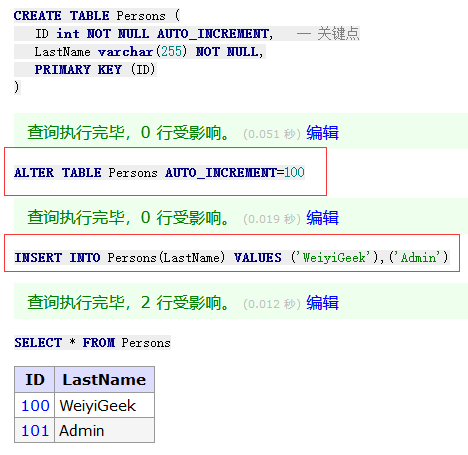 CREATE TABLE Persons (
ID int NOT NULL AUTO_INCREMENT, — 关键点
LastName varchar(255) NOT NULL,
PRIMARY KEY (ID)
)
查询执行完毕，0 行受影响。 (0.051 秒) 编辑
ALTER TABLE Persons AUTO_INCREMENT=100
查询执行完毕，0 行受影响。 (0.019 秒) 编辑
INSERT INTO Persons(LastName) VALUES ('WeiyiGeek'),('Admin')
查询执行完毕，2 行受影响。 (0.012 秒) 编辑
SELECT * FROM Persons
ID LastName
100 WeiyiGeek
101 Admin